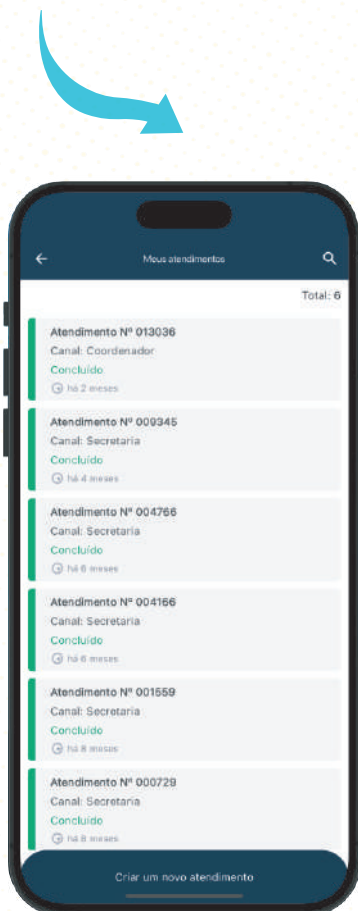 Meus atendimentos
Total: 6
Atendimento Nº 013036
Canal: Coordenador
Concluído
há 2 meses
Atendimento Nº 009345
Canal: Secretaria
Concluído
há 4 meses
Atendimento Nº 004766
Canal: Secretaria
Concluído
há 6 meses
Atendimento Nº 004166
Canal: Secretaria
Concluído
há 6 meses
Atendimento Nº 001559
Canal: Secretaria
Concluído
há 8 meses
Atendimento Nº 000729
Canal: Secretaria
Concluído
há 8 meses
Criar um novo atendimento